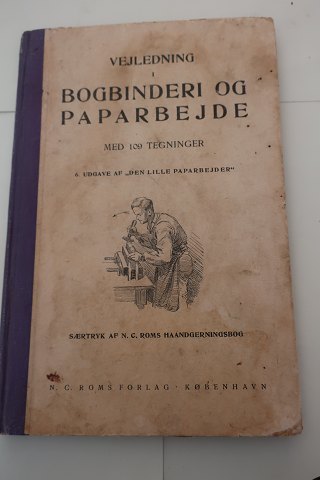 VEJLEDNING
I
BOGBINDERI OG
PAPARBEJDE
MED 109 TEGNINGER
6. UDGAVE AF „DEN LILLE PAPARBEJDER“
SÆRTRYK AF N. C. ROMS HAANDGERNINGSBOG
N. C. ROMS FORLAG · KØBENHAVN